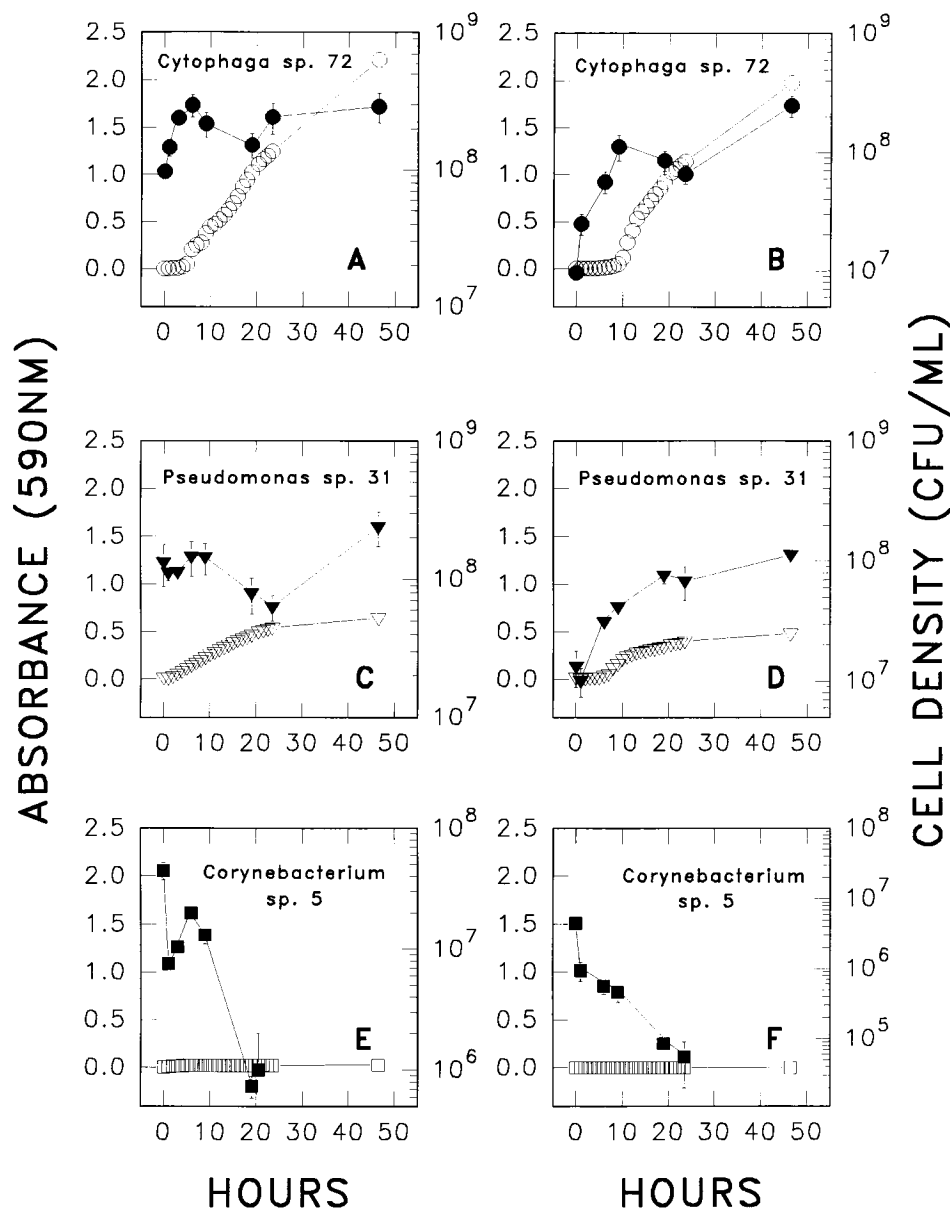 ABSORBANCE (590NM)
CELL DENSITY (CFU/ML)
2.5
2.0
1.5
1.0
0.5
0.0
Cytophaga sp. 72
A
10⁹
10⁸
10⁷
0 10 20 30 40 50
2.5
2.0
1.5
1.0
0.5
0.0
Cytophaga sp. 72
B
10⁹
10⁸
10⁷
0 10 20 30 40 50
2.5
2.0
1.5
1.0
0.5
0.0
Pseudomonas sp. 31
C
10⁹
10⁸
10⁷
0 10 20 30 40 50
2.5
2.0
1.5
1.0
0.5
0.0
Pseudomonas sp. 31
D
10⁹
10⁸
10⁷
0 10 20 30 40 50
2.5
2.0
1.5
1.0
0.5
0.0
Corynebacterium
sp. 5
E
10⁸
10⁷
10⁶
0 10 20 30 40 50
2.5
2.0
1.5
1.0
0.5
0.0
Corynebacterium
sp. 5
F
10⁸
10⁷
10⁶
10⁵
0 10 20 30 40 50
HOURS
HOURS